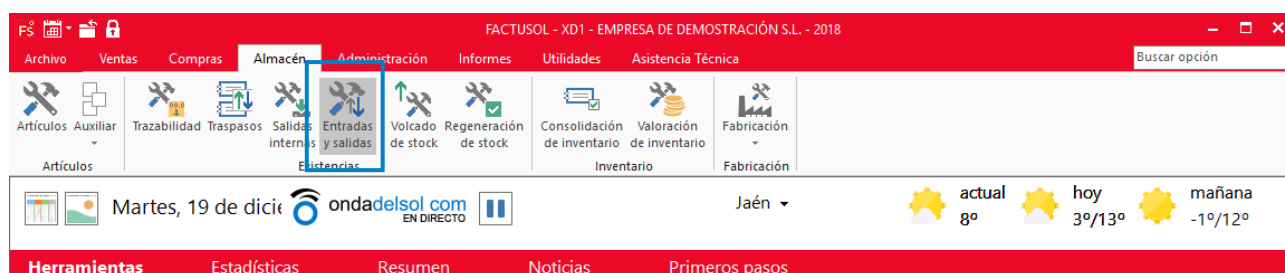 FS FACTUSOL - XD1 - EMPRESA DE DEMOSTRACIÓN S.L. - 2018
Archivo Ventas Compras Almacén Administración Informes Utilidades Asistencia Técnica Buscar opción
Artículos Auxiliar Trazabilidad Traspasos Salidas internas Entradas y salidas Volcado de stock Regeneración de stock Consolidación de inventario Valoración de inventario Fabricación
Artículos Existencias Inventario Fabricación
Martes, 19 de dicie ondadelsol com Jaén actual hoy mañana
EN DIRECTO 8º 3º/13º -1º/12º
Herramientas Estadísticas Resumen Noticias Primeros pasos